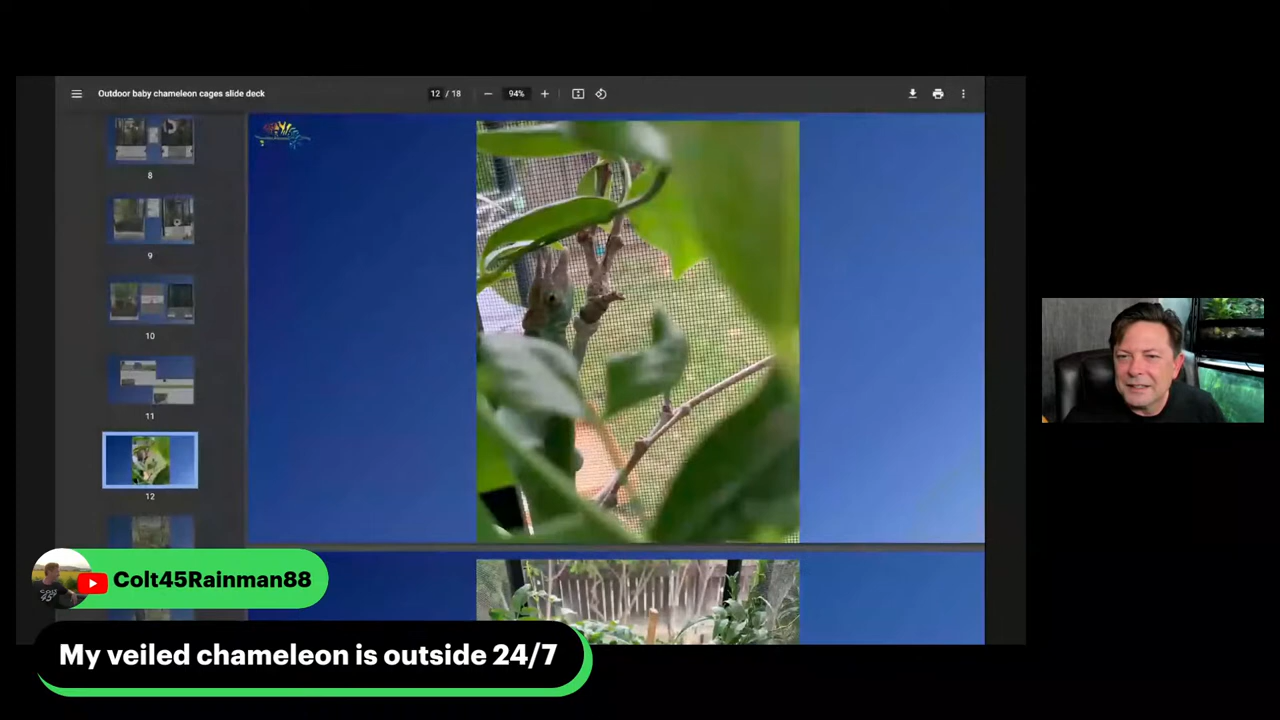 Outdoor baby chameleon cages slide deck
12 / 18
94%
8
9
10
11
12
Colt45Rainman88
My veiled chameleon is outside 24/7